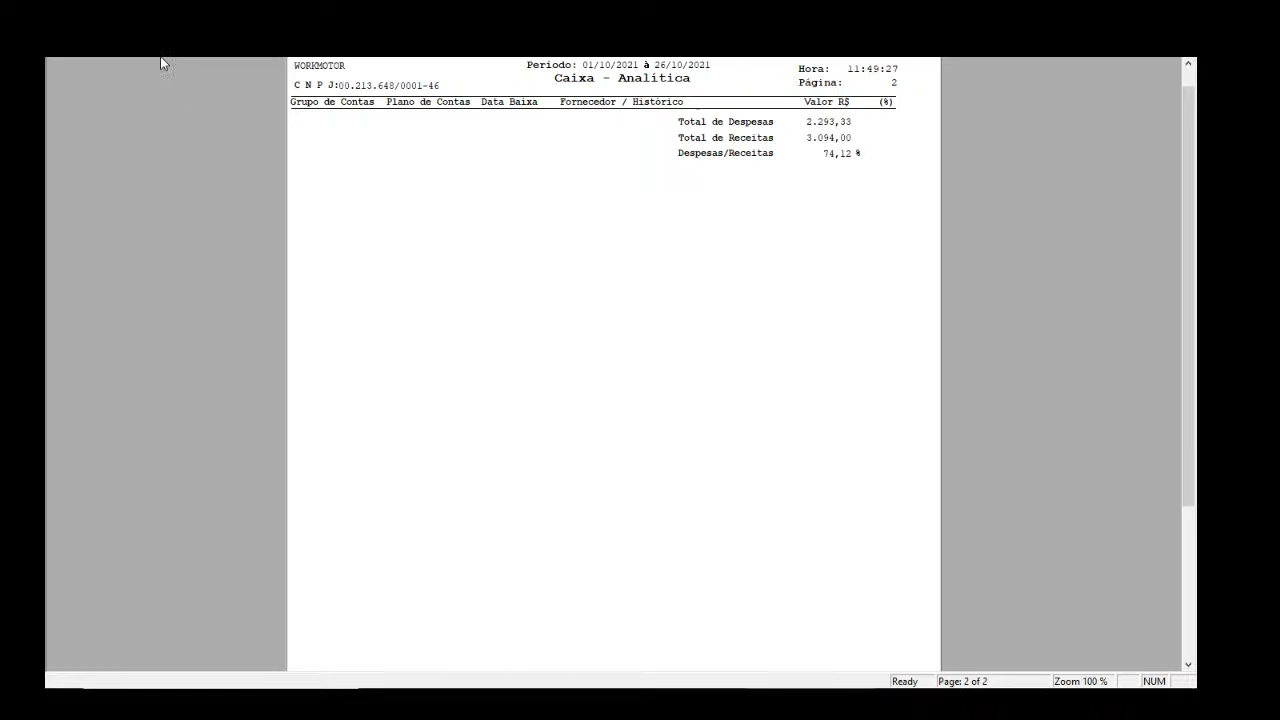 WORKMOTOR
Periodo: 01/10/2021 à 26/10/2021
Hora: 11:49:27
Caixa - Analítica
Página: 2
C N P J:00.213.648/0001-46
Grupo de Contas Plano de Contas Data Baixa Fornecedor / Histórico Valor R$ (%)
Total de Despesas 2.293,33
Total de Receitas 3.094,00
Despesas/Receitas 74,12 %
Ready Page: 2 of 2 Zoom 100 % NUM